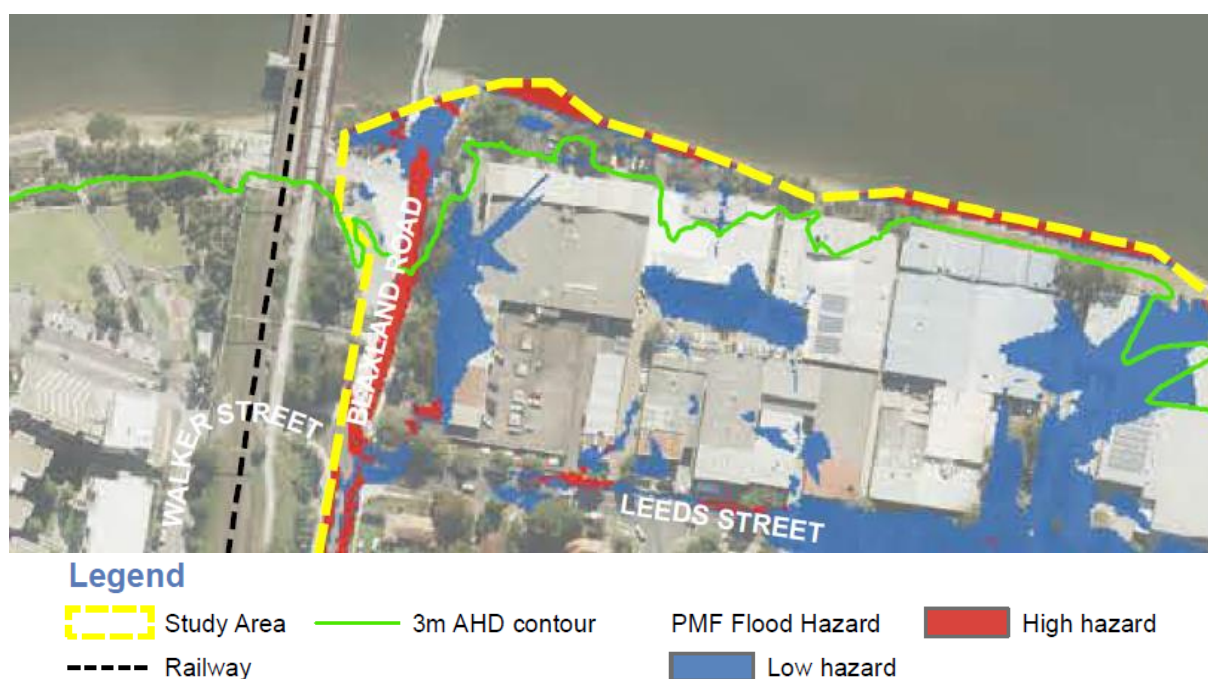 BLAXLAND ROAD
WALKER STREET
LEEDS STREET
Legend
Study Area
3m AHD contour
PMF Flood Hazard
High hazard
Railway
Low hazard